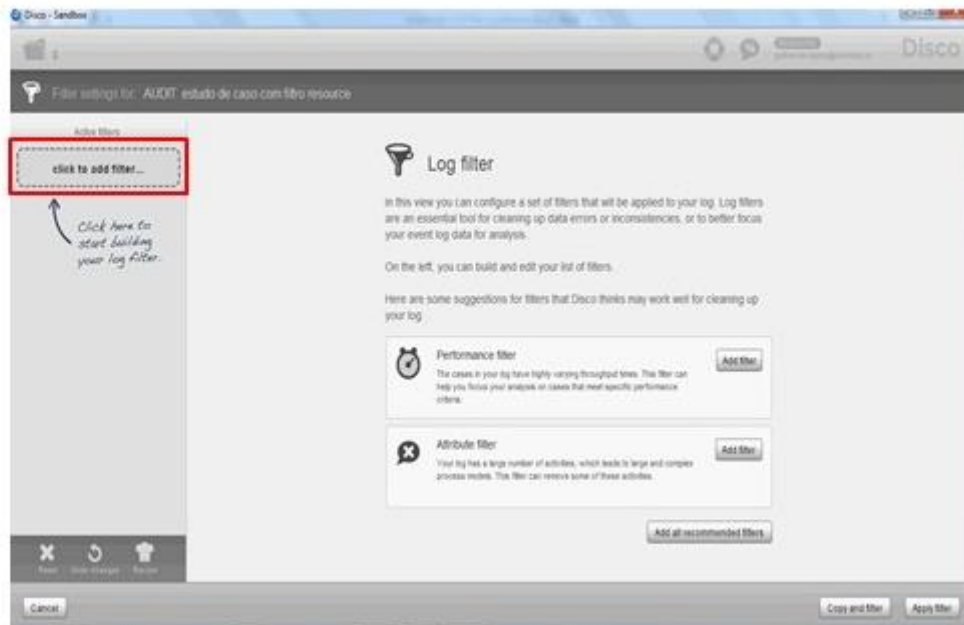 Disco - Sandbox
Disco
Filter settings for: AUDIT estudo de caso com filtro resource
Active filters
click to add filter...
Click here to
start building
your log filter.
Log filter
In this view you can configure a set of filters that will be applied to your log. Log filters
are an essential tool for cleaning up data errors or inconsistencies, or to better focus
your event log data for analysis.
On the left, you can build and edit your list of filters.
Here are some suggestions for filters that Disco thinks may work well for cleaning up
your log
Performance filter
Add filter
The cases in your log have highly varying throughput times. This filter can
help you focus your analysis on cases that meet specific performance
criteria.
Attribute filter
Add filter
Your log has a large number of activities, which leads to large and complex
process models. This filter can remove some of these activities.
Add all recommended filters
Reset
Recipe
Cancel
Copy and filter
Apply filter